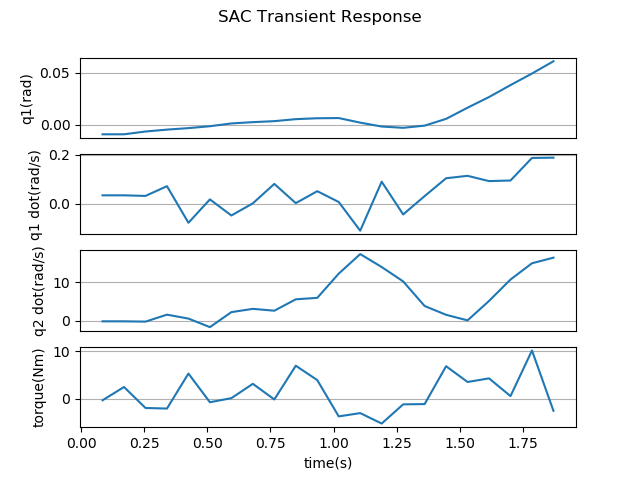 SAC Transient Response
q1(rad)
0.05
0.00
q1 dot(rad/s)
0.2
0.0
q2 dot(rad/s)
10
0
torque(Nm)
10
0
0.00 0.25 0.50 0.75 1.00 1.25 1.50 1.75
time(s)